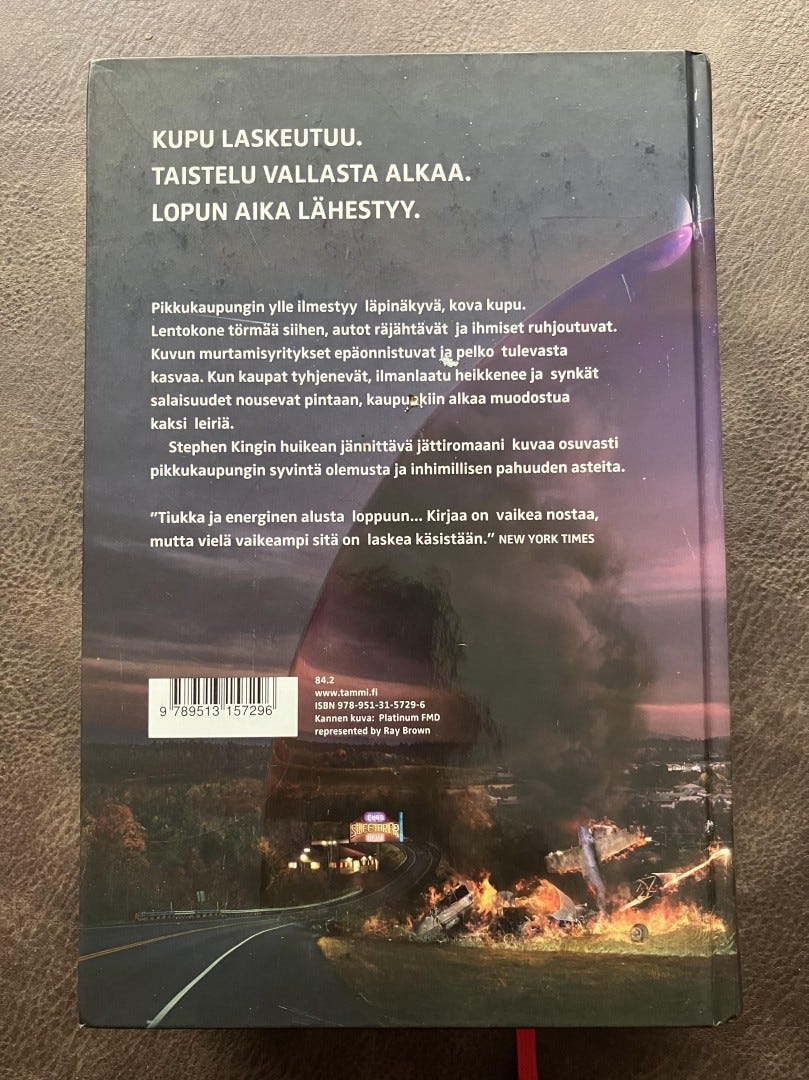 KUPU LASKEUTUU.
TAISTELU VALLASTA ALKAA.
LOPUN AIKA LÄHESTYY.
Pikkukaupungin ylle ilmestyy läpinäkyvä, kova kupu.
Lentokone törmää siihen, autot räjähtävät ja ihmiset ruhjoutuvat.
Kuvun murtamisyritykset epäonnistuvat ja pelko tulevasta
kasvaa. Kun kaupat tyhjenevät, ilmanlaatu heikkenee ja synkät
salaisuudet nousevat pintaan, kaupunkiin alkaa muodostua
kaksi leiriä.
Stephen Kingin huikean jännittävä jättiromaani kuvaa osuvasti
pikkukaupungin syvintä olemusta ja inhimillisen pahuuden asteita.
"Tiukka ja energinen alusta loppuun... Kirjaa on vaikea nostaa,
mutta vielä vaikeampi sitä on laskea käsistään." NEW YORK TIMES
84.2
www.tammi.fi
ISBN 978-951-31-5729-6
Kannen kuva: Platinum FMD
represented by Ray Brown
9 789513 157296
SWEETBRIAR